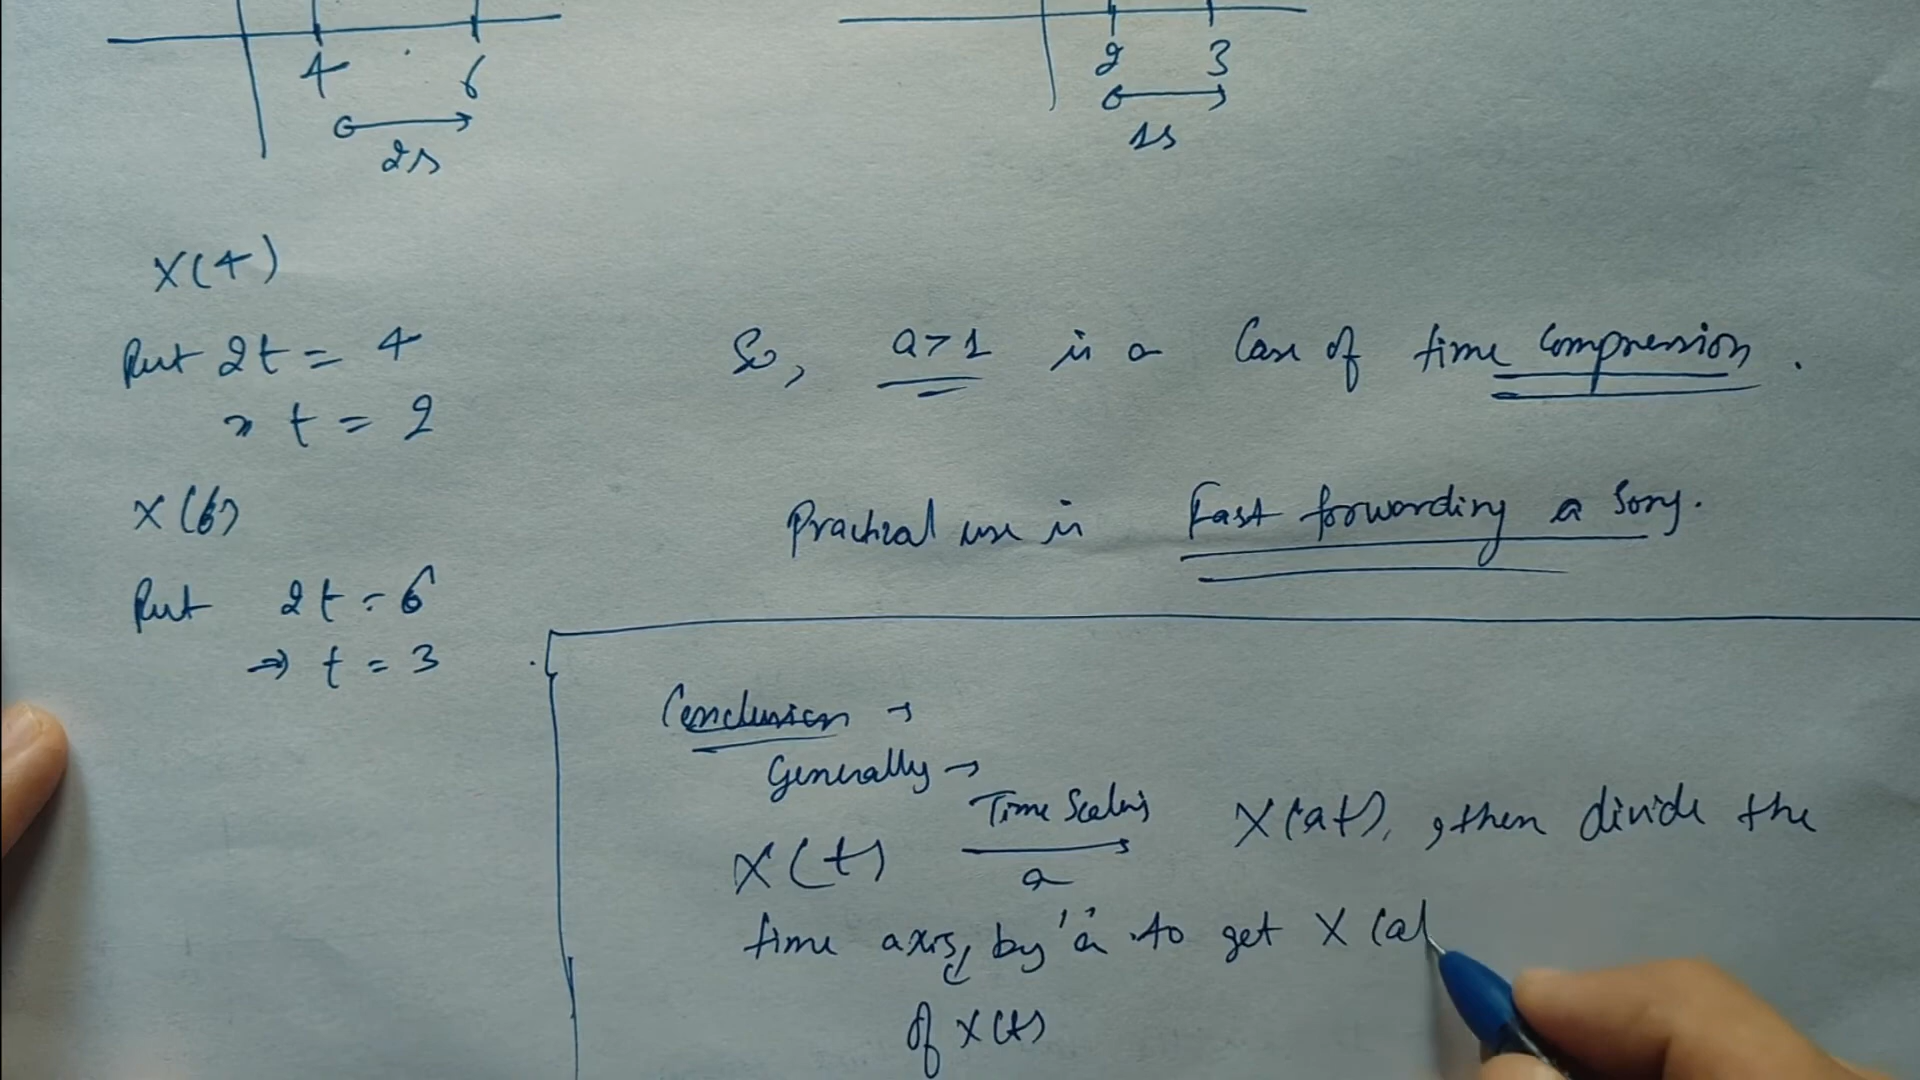 4 6
2s
2 3
1s
X(4)
Put 2t = 4
t = 2
X(6)
Put 2t = 6
⇒ t = 3
So, a>1 is a Case of time Compression.
Practical use is Fast forwarding a Song.
Conclusion →
Generally →
X(t) Time Scaling a X(at), , then divide the
time axis, by 'a' to get X(at
of X(t)